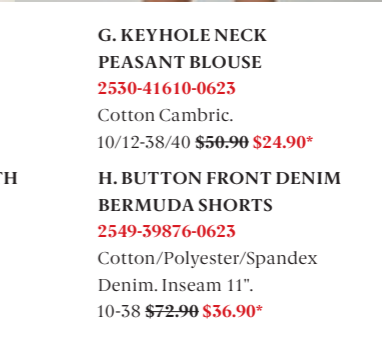 G. KEYHOLE NECK
PEASANT BLOUSE
2530-41610-0623
Cotton Cambric.
10/12-38/40 $50.90 $24.90*
TH
H. BUTTON FRONT DENIM
BERMUDA SHORTS
2549-39876-0623
Cotton/Polyester/Spandex
Denim. Inseam 11".
10-38 $72.90 $36.90*